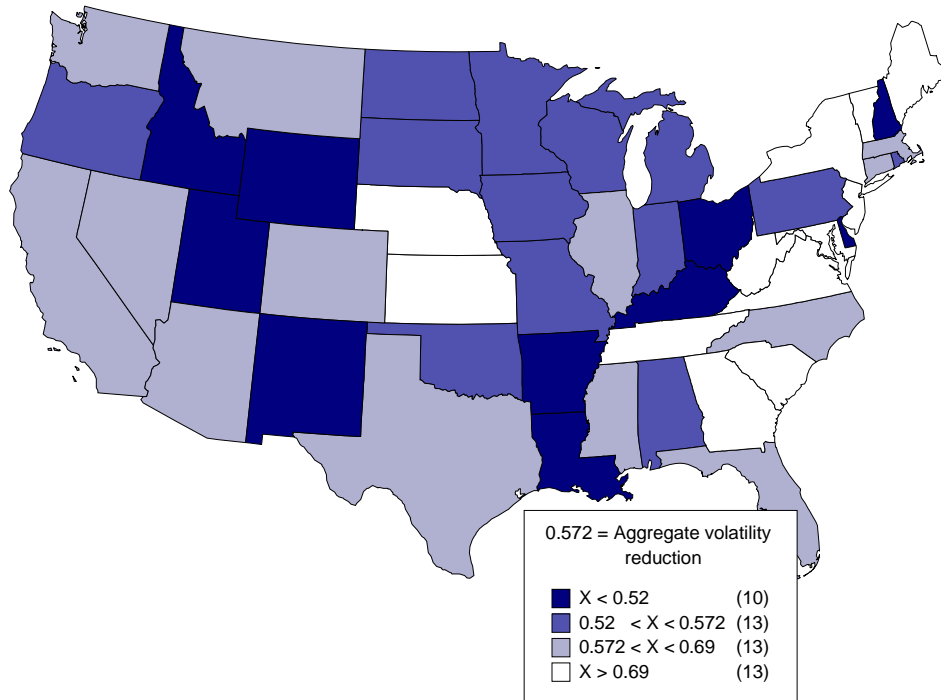 0.572 = Aggregate volatility
reduction
X < 0.52 (10)
0.52 < X < 0.572 (13)
0.572 < X < 0.69 (13)
X > 0.69 (13)